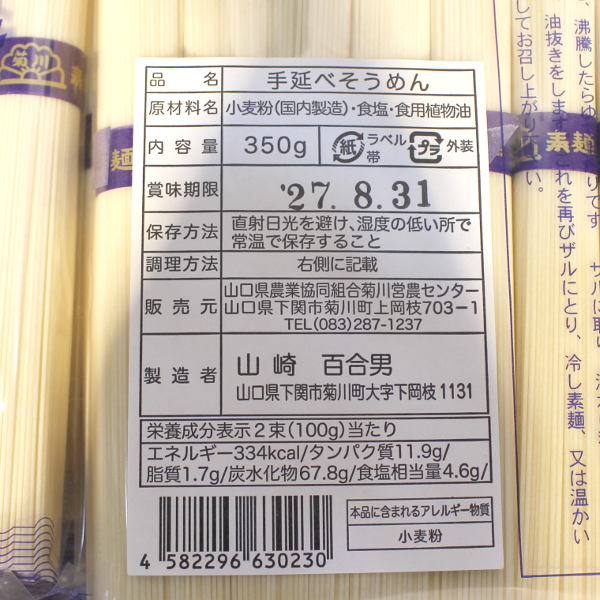 品名 手延べそうめん
原材料名 小麦粉(国内製造)・食塩・食用植物油
内容量 350g 紙 ラベル 帯 プラ 外装
賞味期限 '27.8.31
保存方法 直射日光を避け、湿度の低い所で
常温で保存すること
調理方法 右側に記載
販売元 山口県農業協同組合菊川営農センター
山口県下関市菊川町上岡枝703-1
TEL(083)287-1237
製造者 山崎 百合男
山口県下関市菊川町大字下岡枝1131
栄養成分表示2束(100g)当たり
エネルギー334kcal/タンパク質11.9g/
脂質1.7g/炭水化物67.8g/食塩相当量4.6g/
本品に含まれるアレルギー物質
小麦粉
4 582296 630230
菊川
素
麺
素麺
沸騰したらゆ
油抜きをします。これを再びザルにとり、冷し素麺、又は温かい
してお召し上がり下さい。